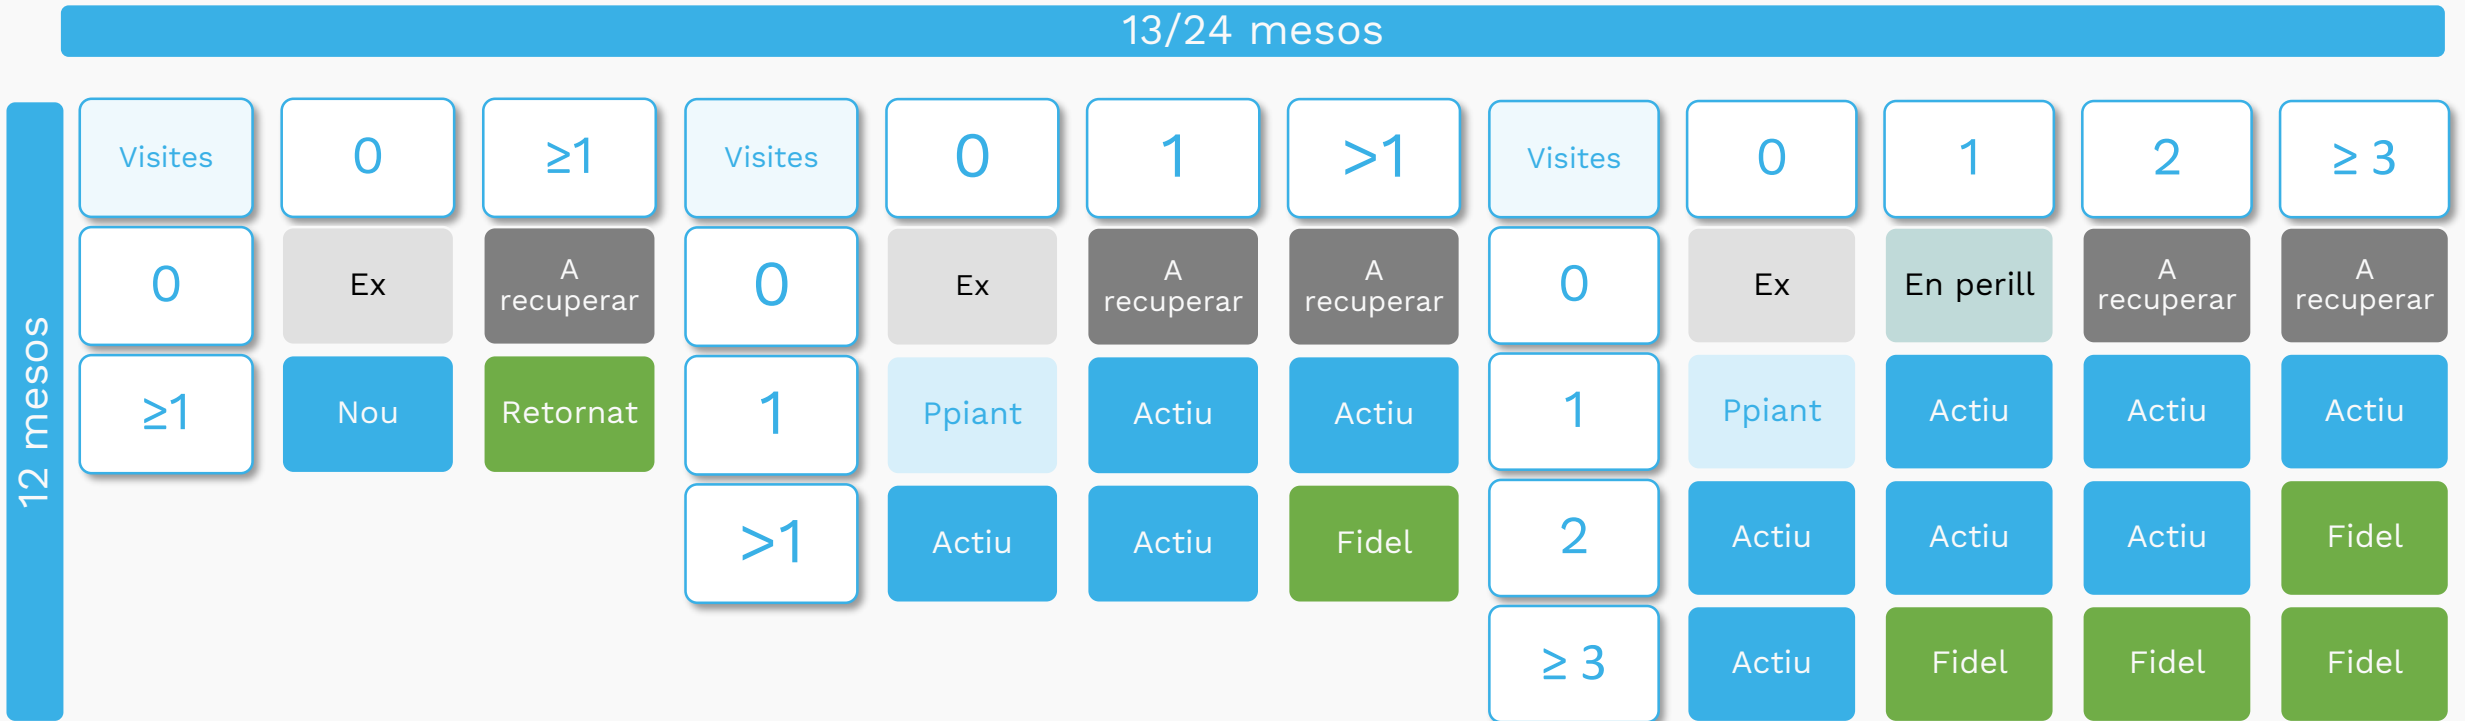 13/24 mesos
12 mesos
Visites 0 ≥1 Visites 0 1 >1 Visites 0 1 2 ≥ 3
0 Ex A recuperar 0 Ex A recuperar A recuperar 0 Ex En perill A recuperar A recuperar
≥1 Nou Retornat 1 Ppiant Actiu Actiu 1 Ppiant Actiu Actiu Actiu
>1 Actiu Actiu Fidel 2 Actiu Actiu Actiu Fidel
≥ 3 Actiu Fidel Fidel Fidel